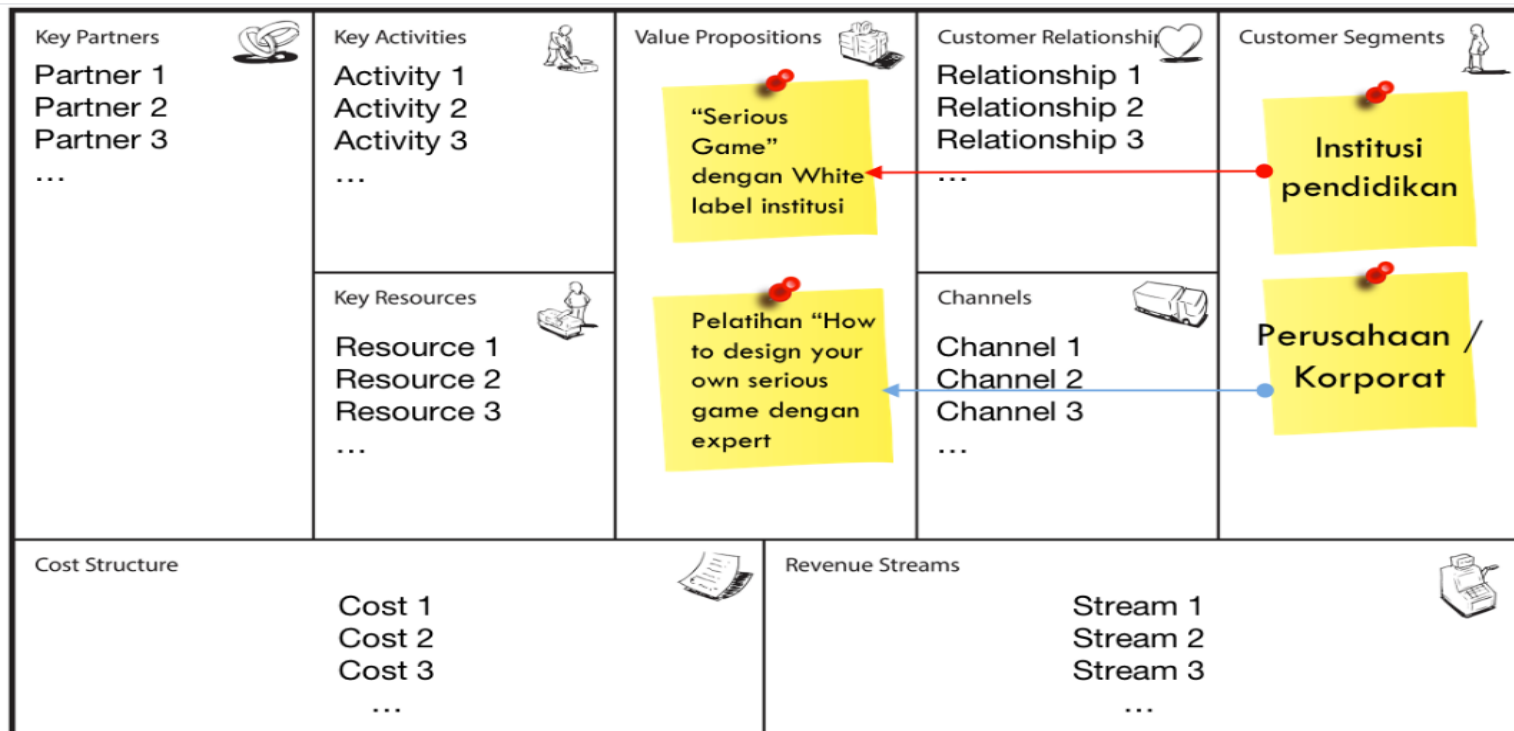 Key Partners
Partner 1
Partner 2
Partner 3
...
Key Activities
Activity 1
Activity 2
Activity 3
...
Key Resources
Resource 1
Resource 2
Resource 3
...
Value Propositions
“Serious
Game”
dengan White
label institusi
Pelatihan “How
to design your
own serious
game dengan
expert
Customer Relationship
Relationship 1
Relationship 2
Relationship 3
...
Channels
Channel 1
Channel 2
Channel 3
...
Customer Segments
Institusi
pendidikan
Perusahaan /
Korporat
Cost Structure
Cost 1
Cost 2
Cost 3
...
Revenue Streams
Stream 1
Stream 2
Stream 3
...